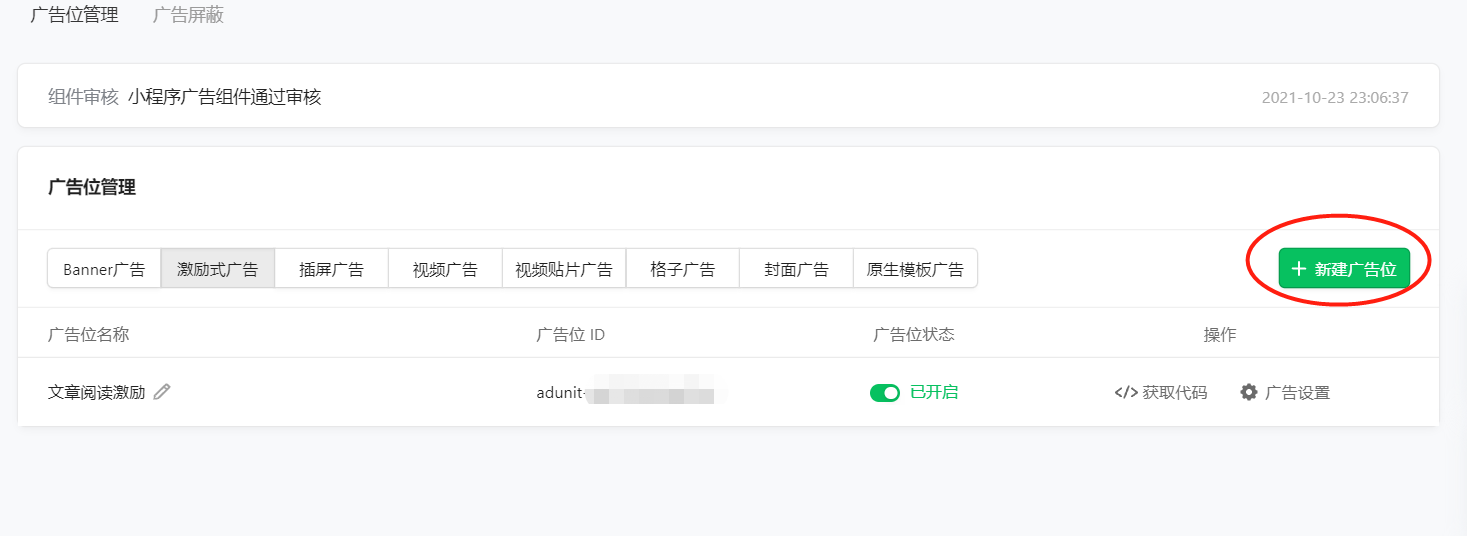 广告位管理 广告屏蔽
组件审核 小程序广告组件通过审核 2021-10-23 23:06:37
广告位管理
Banner广告 激励式广告 插屏广告 视频广告 视频贴片广告 格子广告 封面广告 原生模板广告 + 新建广告位
广告位名称 广告位 ID 广告位状态 操作
文章阅读激励 adunit- 已开启 </> 获取代码 广告设置